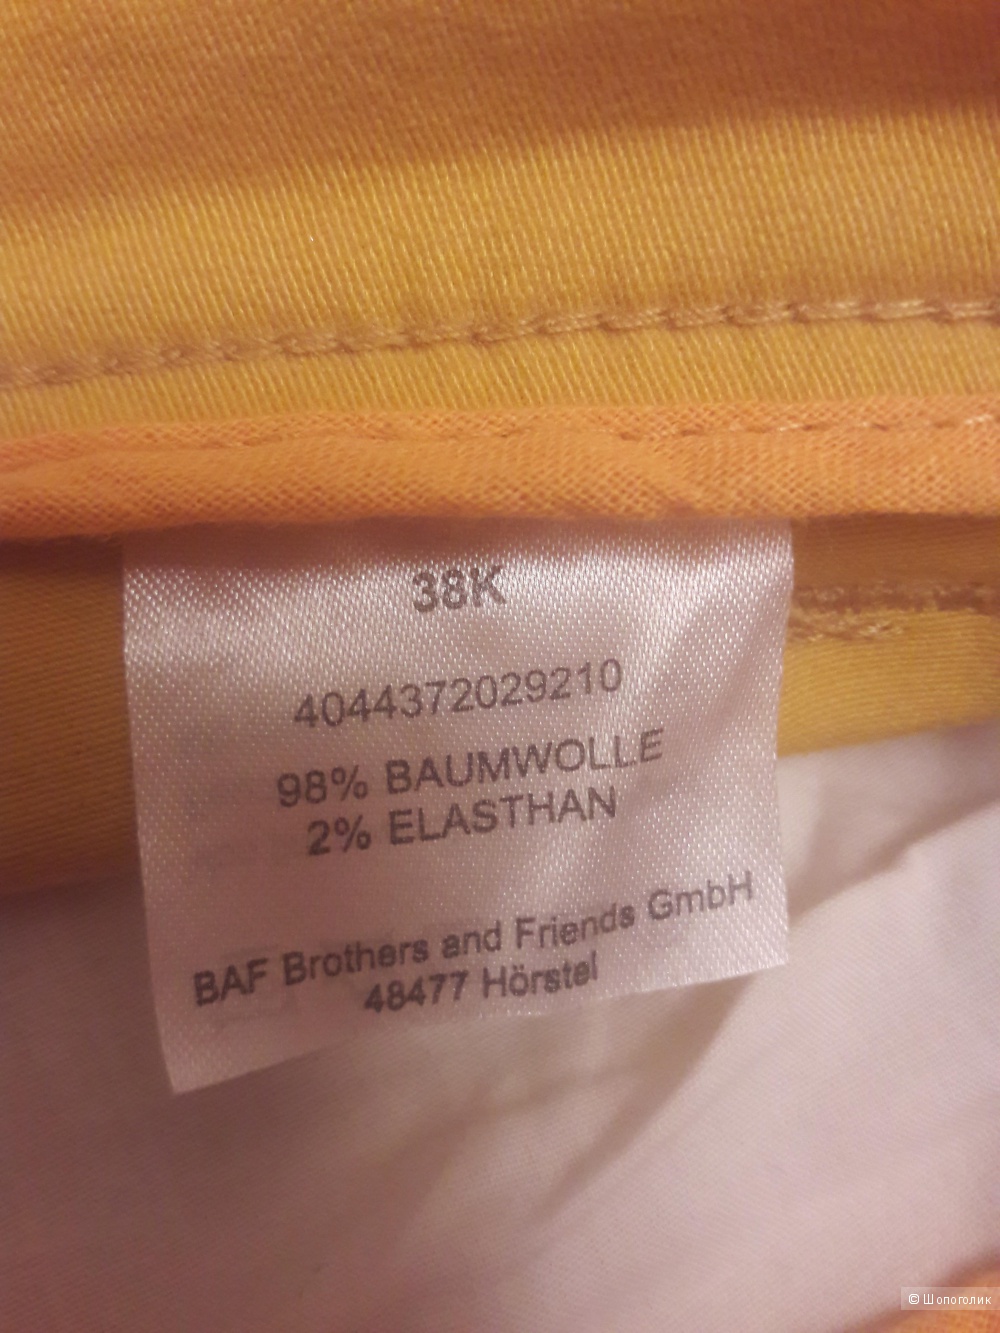 38K
4044372029210
98% BAUMWOLLE
2% ELASTHAN
BAF Brothers and Friends GmbH
48477 Hörstel
© Шопоголик